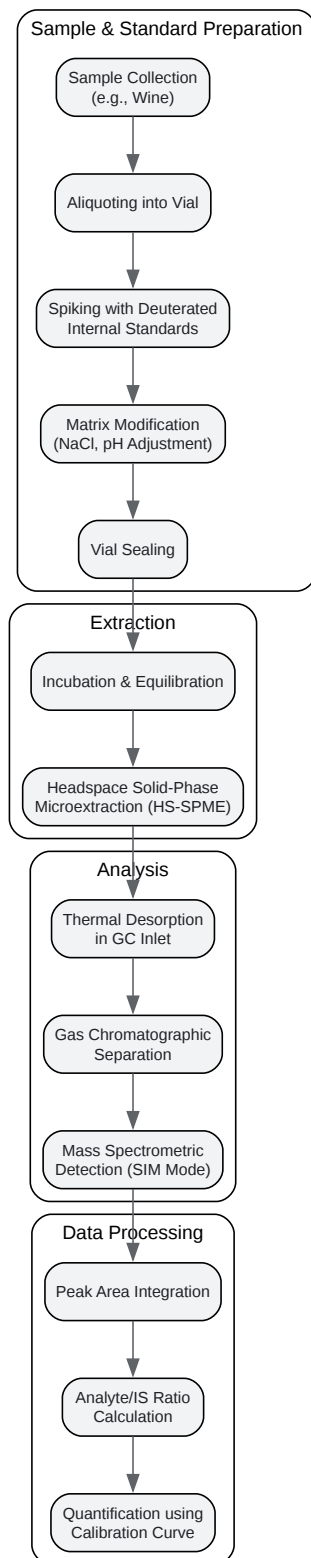 Sample & Standard Preparation
Sample Collection
(e.g., Wine)
Aliquoting into Vial
Spiking with Deuterated
Internal Standards
Matrix Modification
(NaCl, pH Adjustment)
Vial Sealing
Extraction
Incubation & Equilibration
Headspace Solid-Phase
Microextraction (HS-SPME)
Analysis
Thermal Desorption
in GC Inlet
Gas Chromatographic
Separation
Mass Spectrometric
Detection (SIM Mode)
Data Processing
Peak Area Integration
Analyte/IS Ratio
Calculation
Quantification using
Calibration Curve